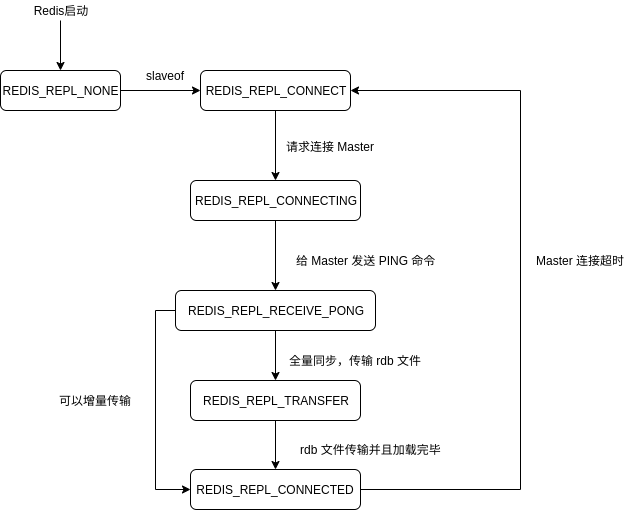 Redis启动
slaveof
REDIS_REPL_NONE
REDIS_REPL_CONNECT
请求连接 Master
REDIS_REPL_CONNECTING
给 Master 发送 PING 命令
Master 连接超时
REDIS_REPL_RECEIVE_PONG
全量同步，传输 rdb 文件
可以增量传输
REDIS_REPL_TRANSFER
rdb 文件传输并且加载完毕
REDIS_REPL_CONNECTED